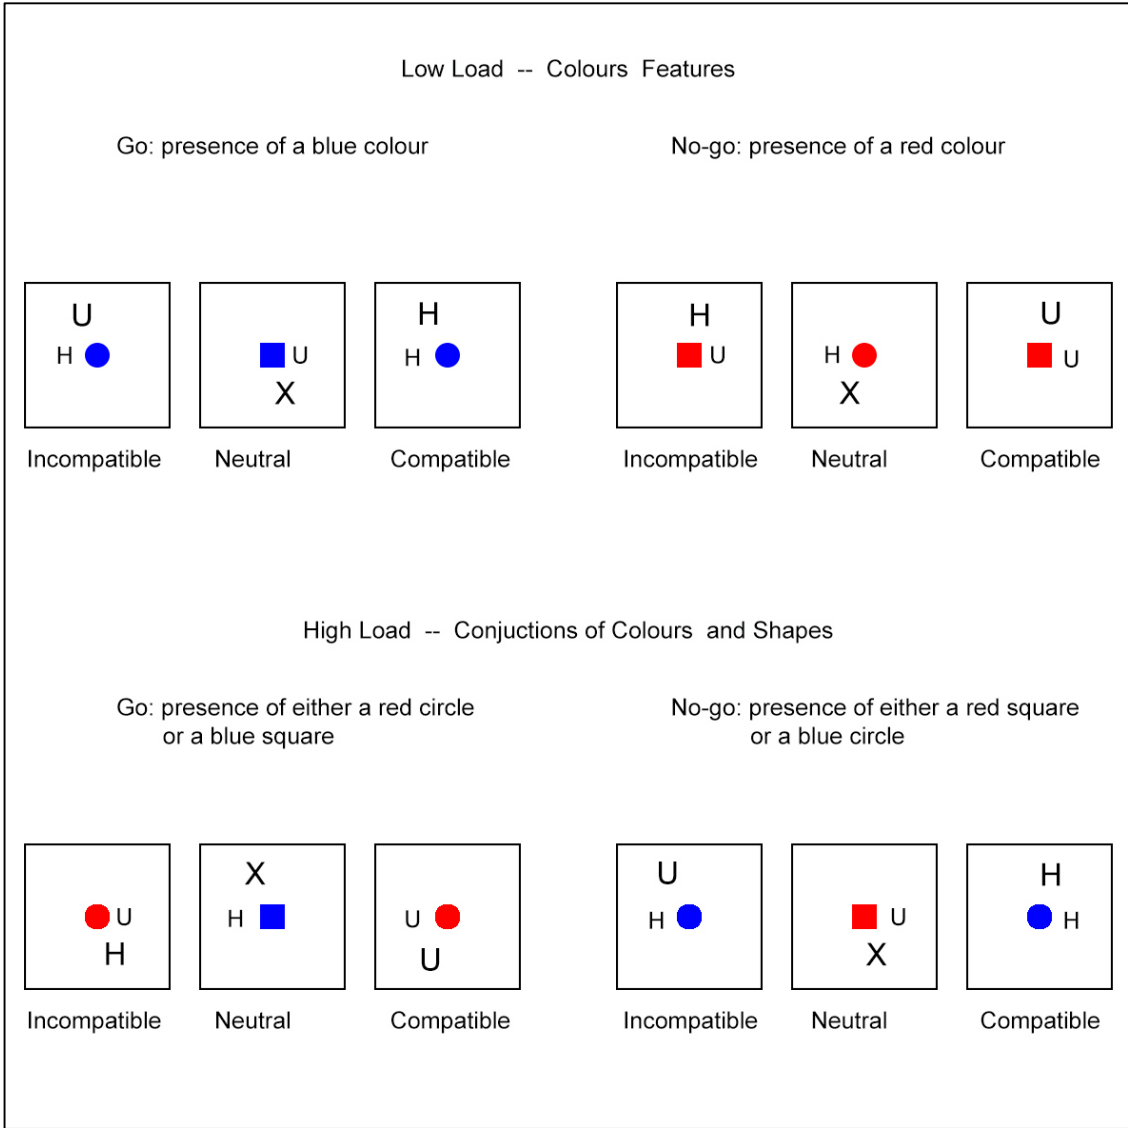 Low Load -- Colours Features
Go: presence of a blue colour
No-go: presence of a red colour
U
H
U
X
H
H
H
U
H
X
U
U
Incompatible
Neutral
Compatible
Incompatible
Neutral
Compatible
High Load -- Conjuctions of Colours and Shapes
Go: presence of either a red circle
or a blue square
No-go: presence of either a red square
or a blue circle
U
H
X
H
U
U
U
H
U
X
H
H
Incompatible
Neutral
Compatible
Incompatible
Neutral
Compatible